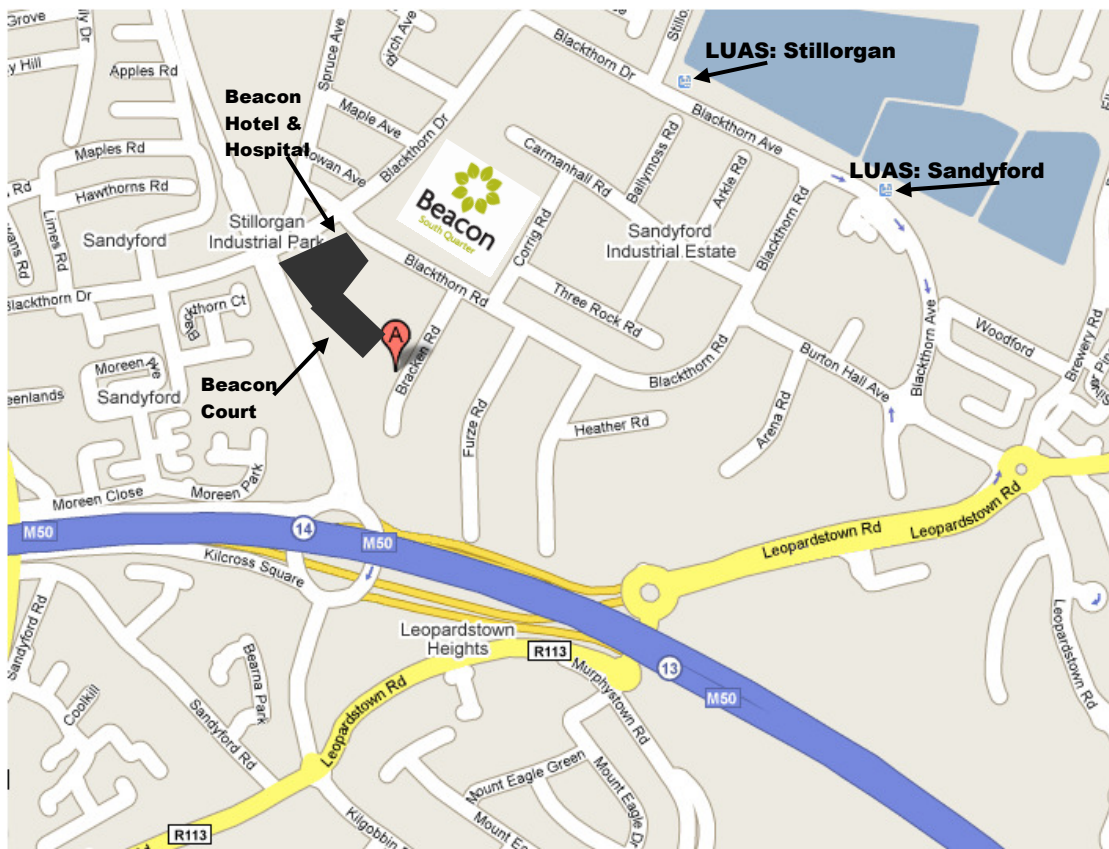 Grove
Apples Rd
Maples Rd
Hawthorns Rd
Limes Rd
Sandyford
Spruce Ave
Maple Ave
Rowan Ave
Blackthorn Dr
Beacon
Hotel &
Hospital
Stillorgan
Industrial Park
Beacon
South Quarter
Blackthorn Dr
LUAS: Stillorgan
Blackthorn Ave
LUAS: Sandyford
Carmanhall Rd
Ballymoss Rd
Arkle Rd
Corrig Rd
Sandyford
Industrial Estate
Blackthorn Rd
Three Rock Rd
Blackthorn Rd
Blackthorn Ave
Woodford
Brewery Rd
Blackthorn Dr
Blackthorn Ct
Moreen Ave
Sandyford
Beacon
Court
A
Bracken Rd
Blackthorn Rd
Burton Hall Ave
Furze Rd
Heather Rd
Arena Rd
Moreen Close
Moreen Park
M50
14
M50
Kilcross Square
Leopardstown Rd
Leopardstown Rd
Leopardstown Rd
Leopardstown
Heights
R113
13
M50
Murphystown Rd
Sandyford Rd
Coolkill
Bearna Park
Sandyford Rd
Leopardstown Rd
Mount Eagle Green
Mount Eagle Dr
Kilgobbin
R113